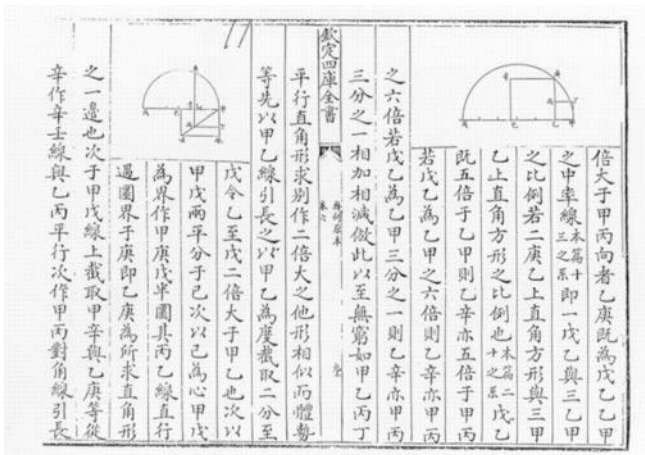 倍大于甲丙向者乙庚既為戊乙乙甲
之中率線本篇十三之系即一戊乙與三乙甲
之比例若二庚乙上直角方形與三甲
乙上直角方形之比例也本篇二十之系戊乙
既五倍于乙甲則乙辛亦五倍于甲丙
若戊乙為乙甲之六倍則乙辛亦甲丙
之六倍若戊乙為乙甲三分之一則乙辛亦甲丙
三分之一相加相減倣此以至無窮如甲乙丙丁
欽定四庫全書
卷六
平行直角形求別作二倍大之他形相似而體勢
等先以甲乙線引長之以甲乙為度截取二分至
戊令乙至戊二倍大于甲乙也次以
甲戊兩平分于己次以己為心甲戊
為界作甲庚戊半圜其丙乙線直行
遇圜界于庚即乙庚為所求直角形
之一邉也次于甲戊線上截取甲辛與乙庚等從
辛作辛壬線與乙丙平行次作甲丙對角線引長